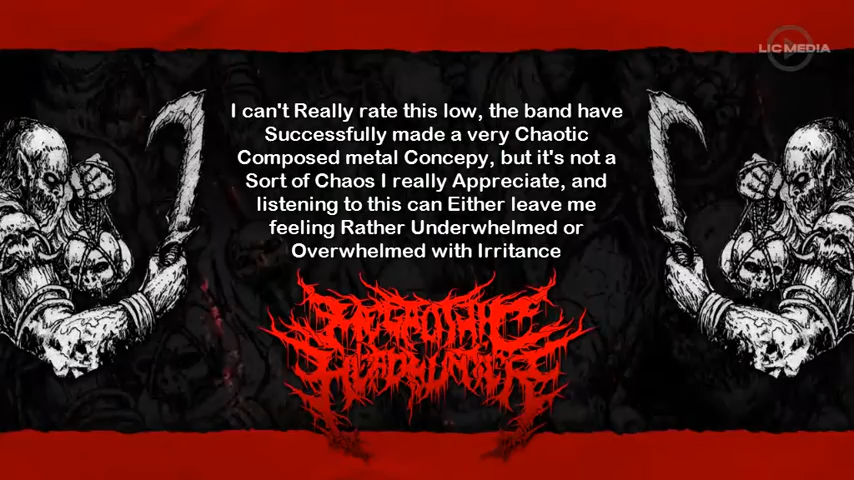 LIC MEDIA
I can't Really rate this low, the band have
Successfully made a very Chaotic
Composed metal Concepy, but it's not a
Sort of Chaos I really Appreciate, and
listening to this can Either leave me
feeling Rather Underwhelmed or
Overwhelmed with Irritance